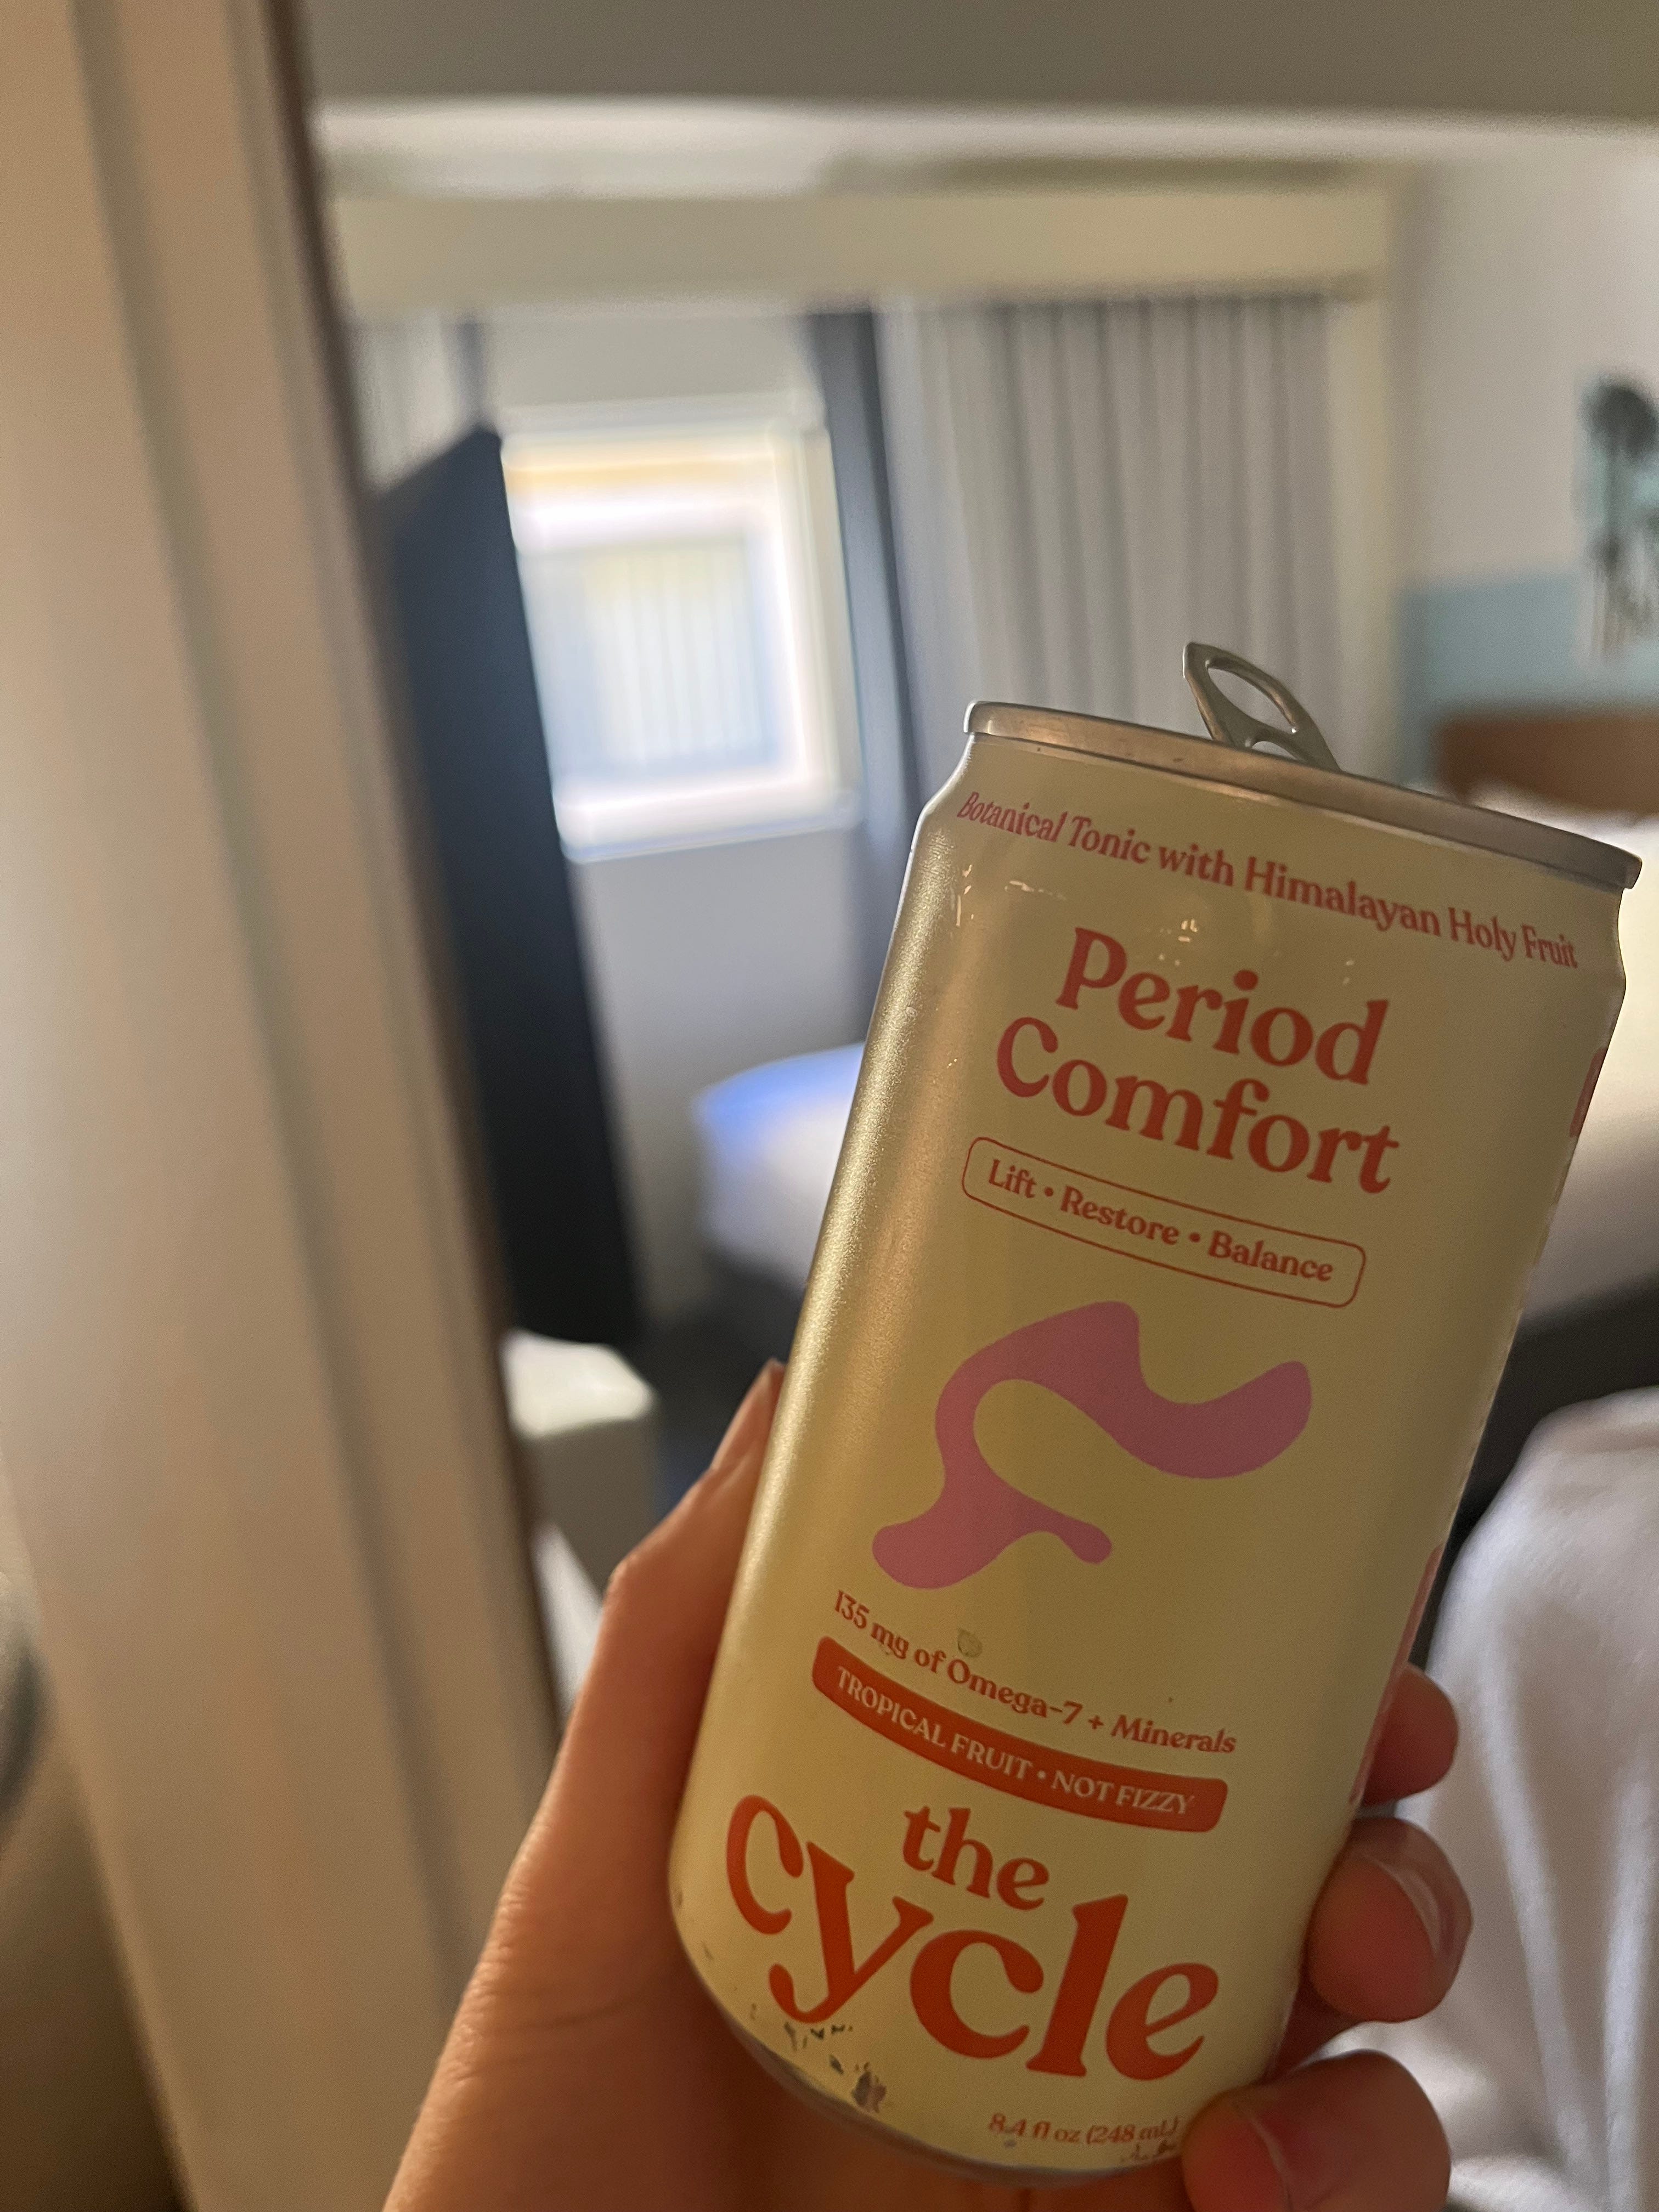 Botanical Tonic with Himalayan Holy Fruit
Period
Comfort
Lift • Restore • Balance
135 mg of Omega-7 + Minerals
TROPICAL FRUIT • NOT FIZZY
the
cycle
8.4 fl oz (248 mL)